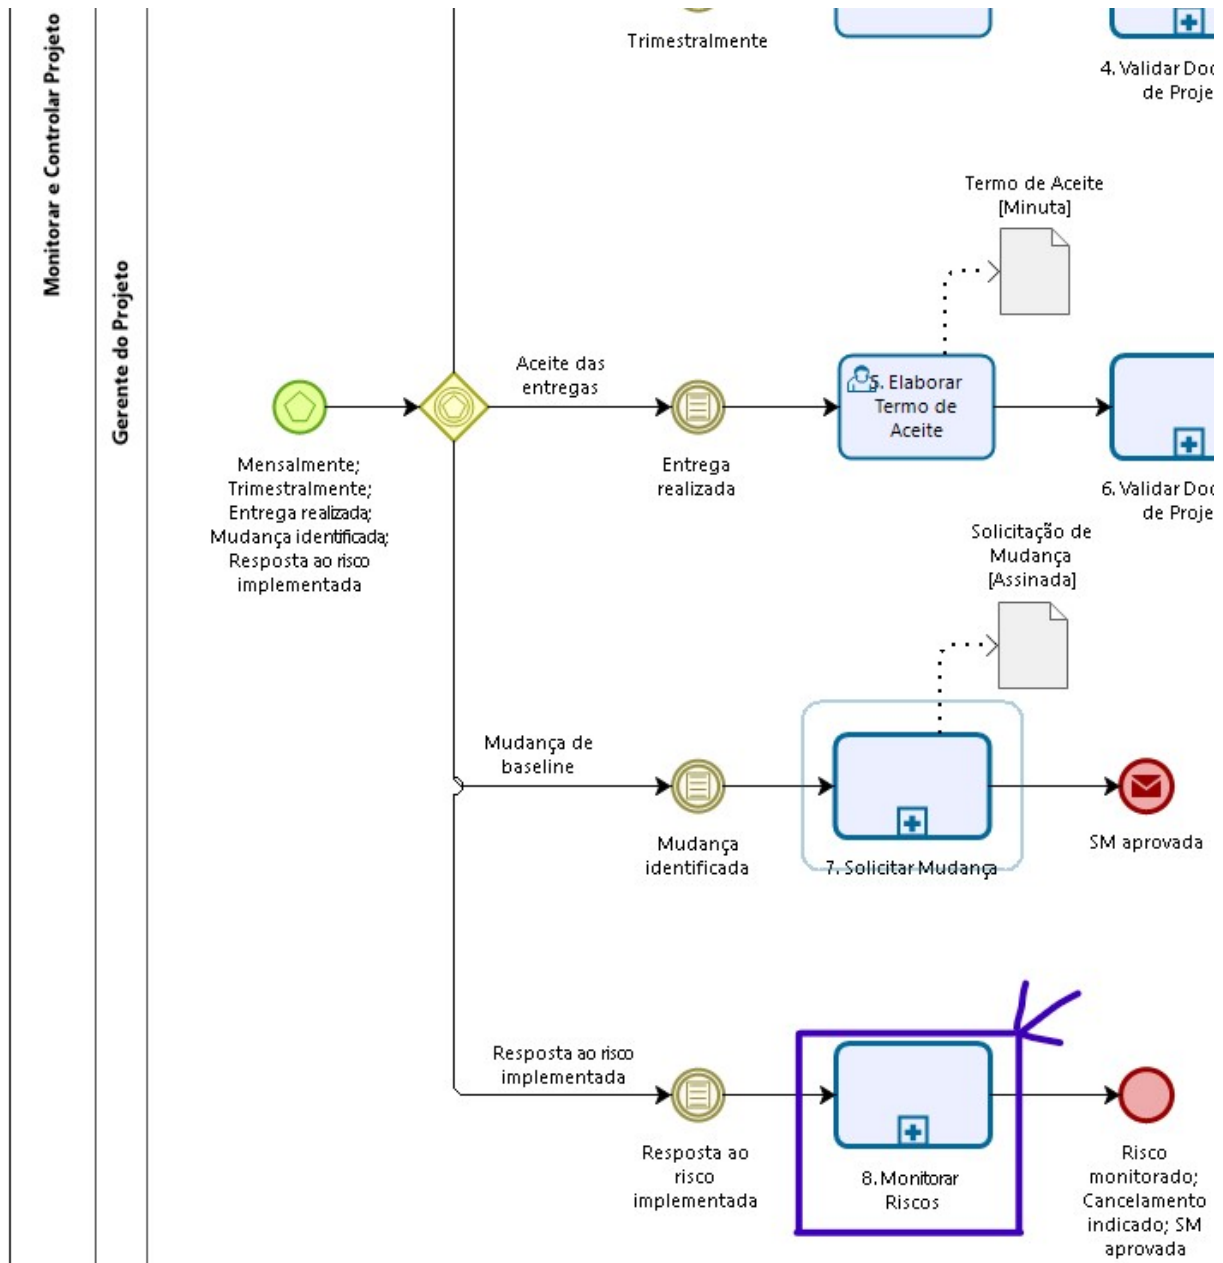 Monitorar e Controlar Projeto
Gerente do Projeto
Trimestralmente
4. Validar Doc
de Proje
Termo de Aceite
[Minuta]
Aceite das
entregas
5. Elaborar
Termo de
Aceite
Mensalmente;
Trimestralmente;
Entrega realizada;
Mudança identificada;
Resposta ao risco
implementada
Entrega
realizada
6. Validar Doc
de Proje
Solicitação de
Mudança
[Assinada]
Mudança de
baseline
Mudança
identificada
7. Solicitar Mudança
SM aprovada
Resposta ao risco
implementada
Resposta ao
risco
implementada
8. Monitorar
Riscos
Risco
monitorado;
Cancelamento
indicado; SM
aprovada